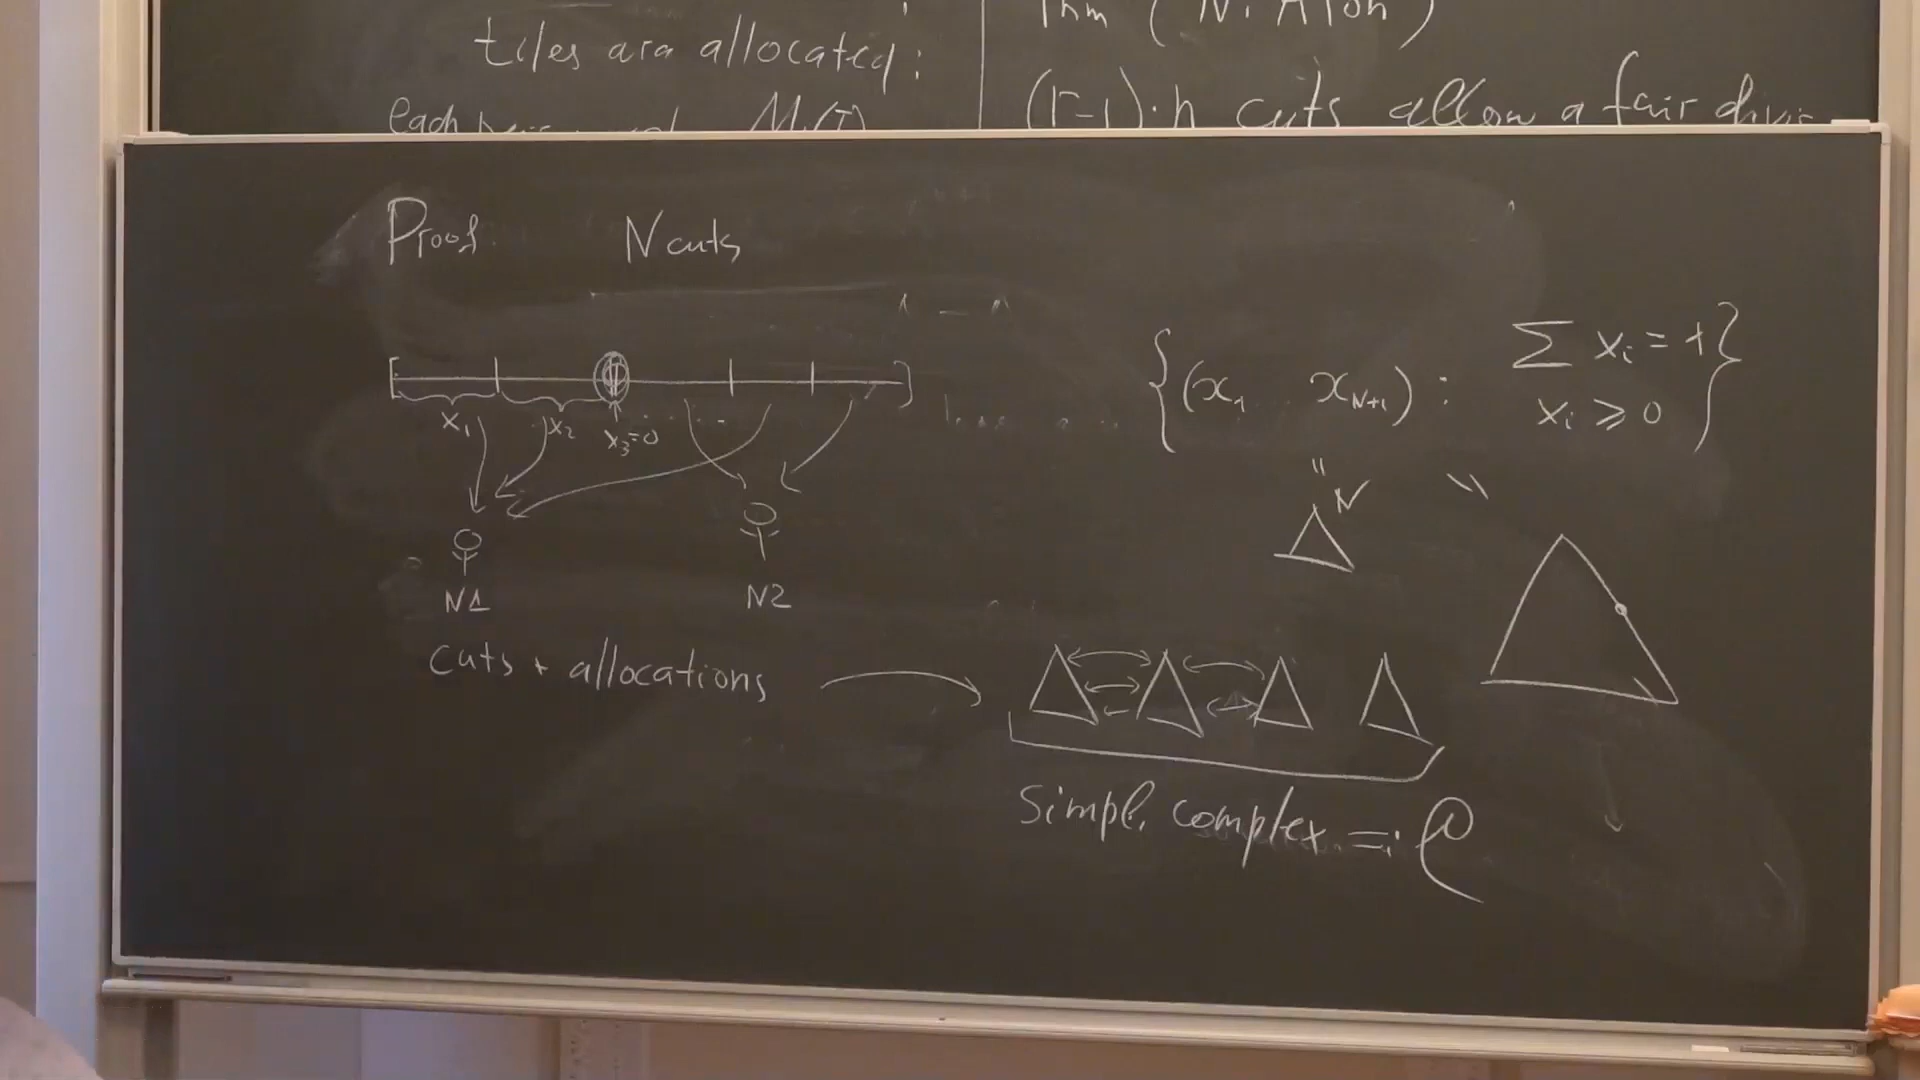 tiles are allocated:
each
Thm (N. Alon)
(r-1)·n cuts allow a fair divi
Proof N cuts
x₁ x₂ x₃=0
N1 N2
cuts + allocations
{(x₁ x_{N+1}) : Σ xᵢ = 1
xᵢ ⩾ 0}
"
Δ^N
Simpl. complex =: C